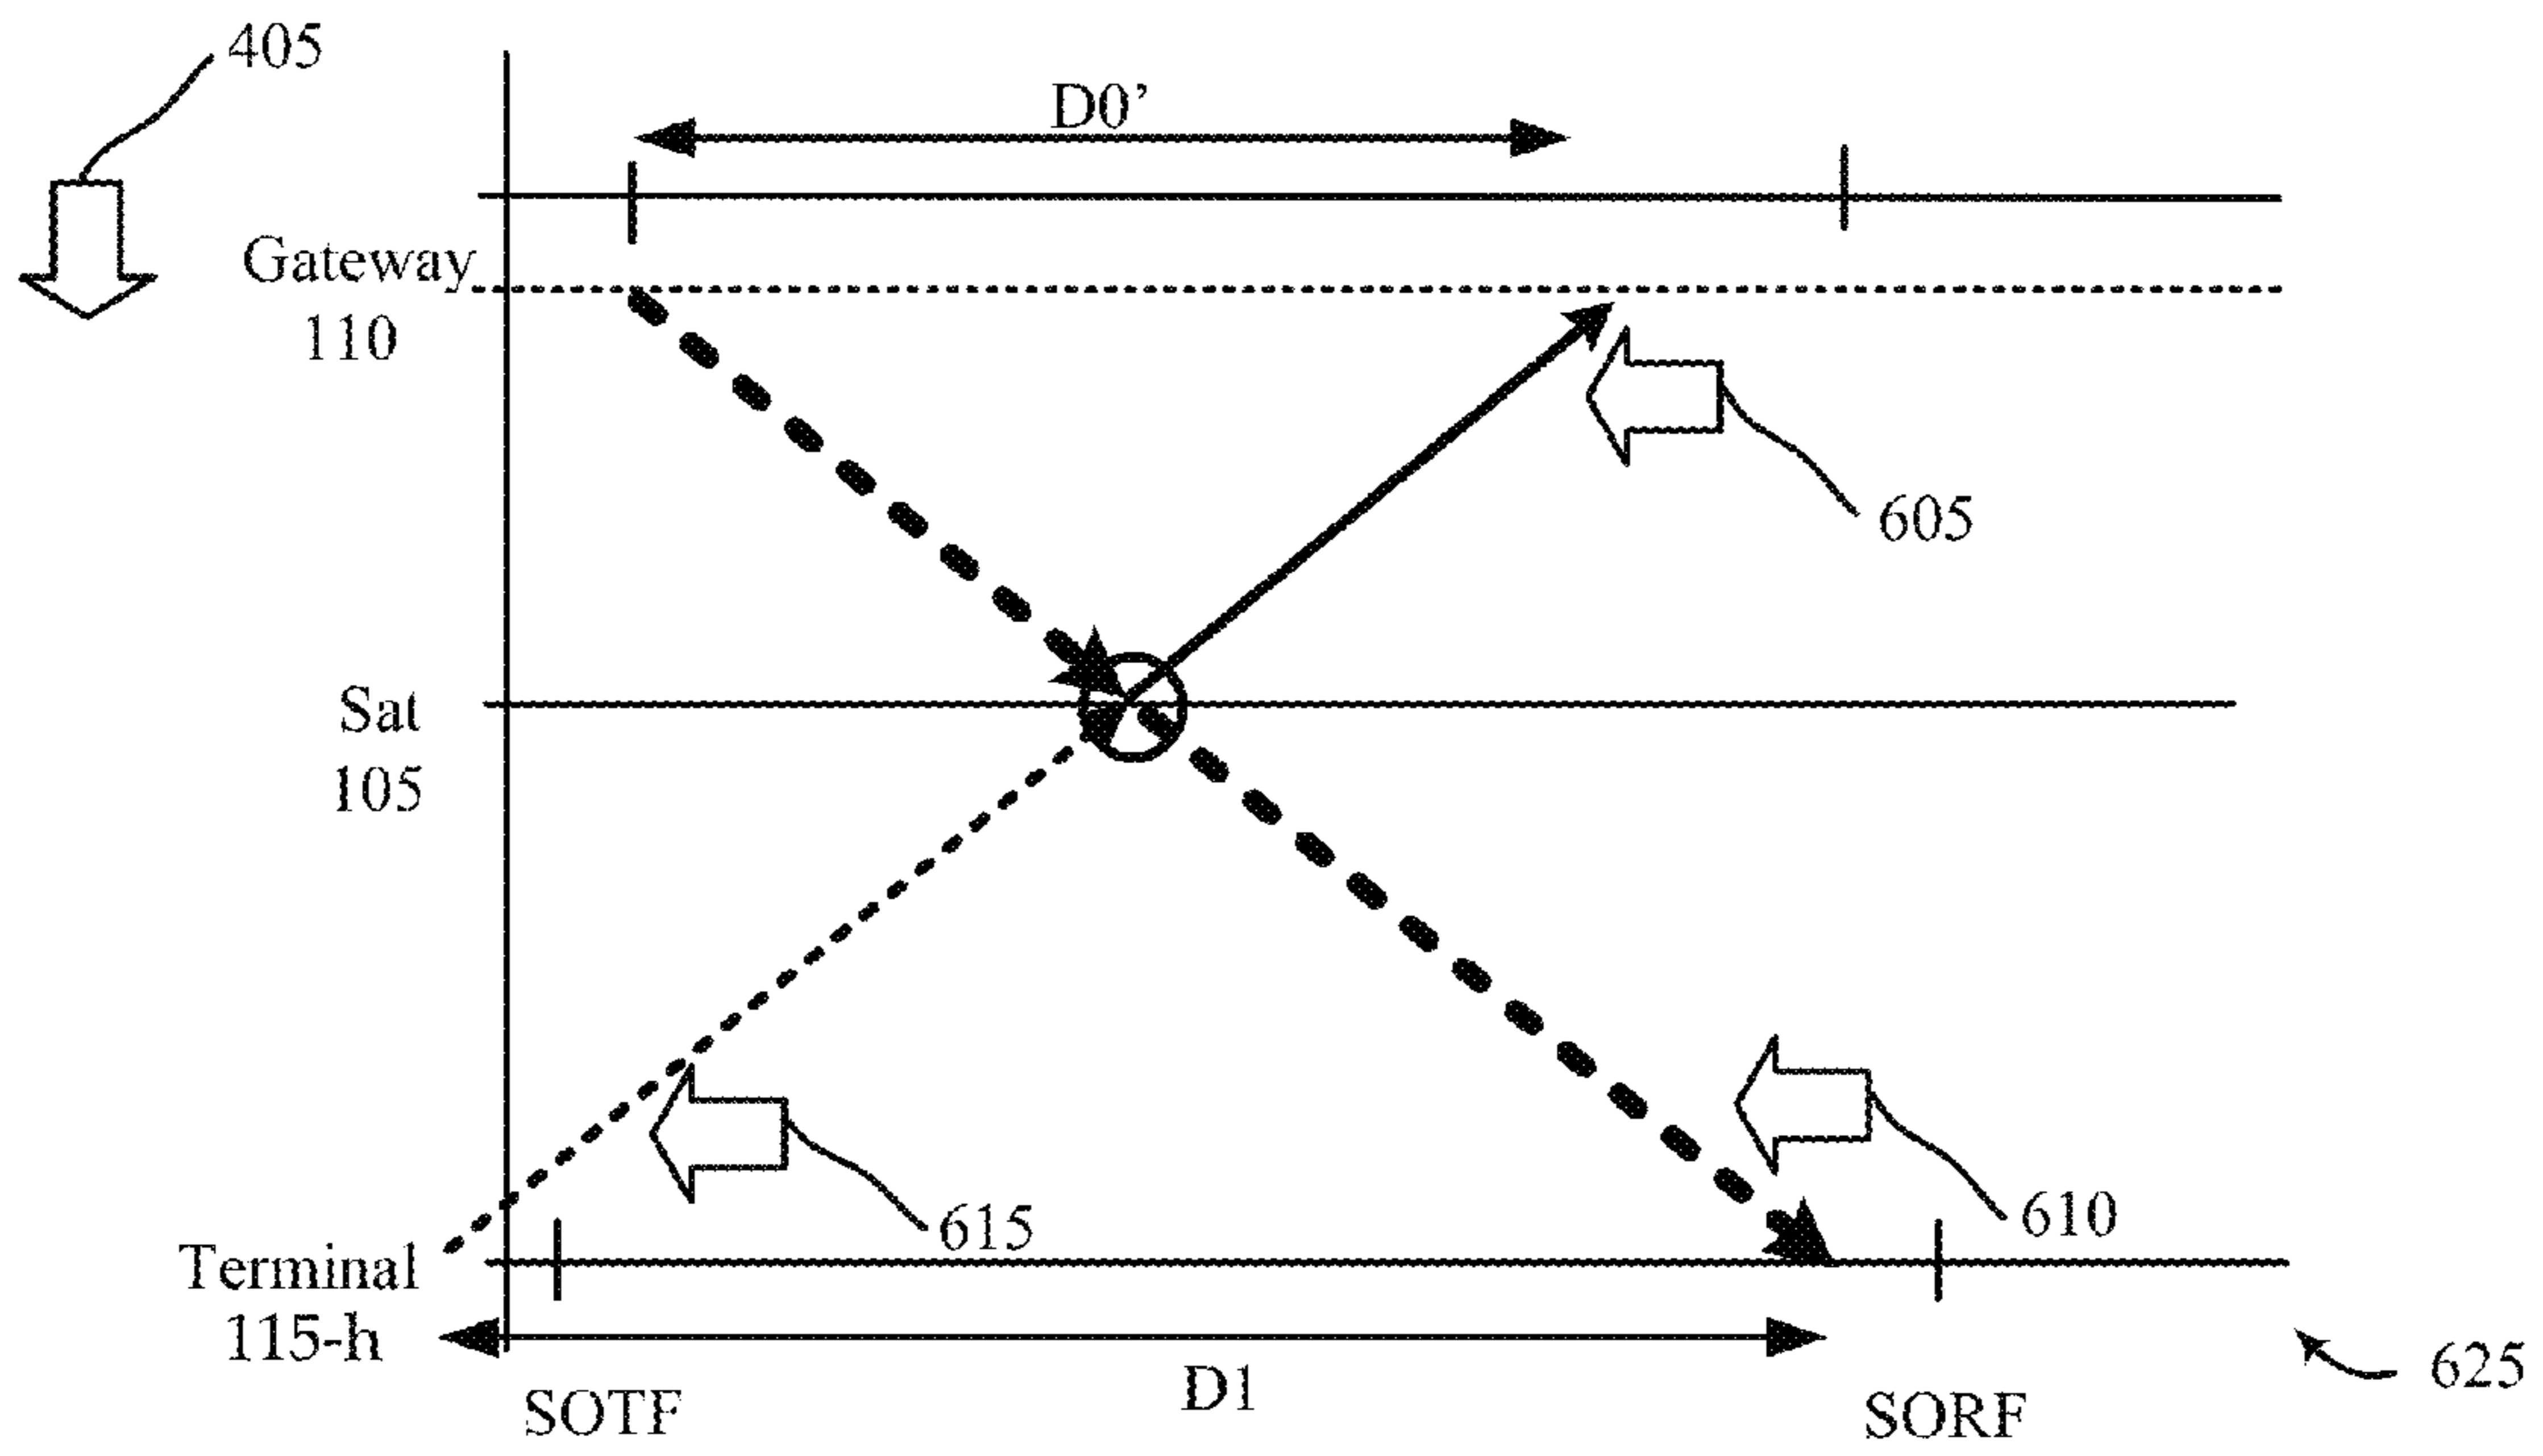 405
D0’
Gateway
110
605
Sat
105
615
610
Terminal
115-h
D1
625
SOTF
SORF